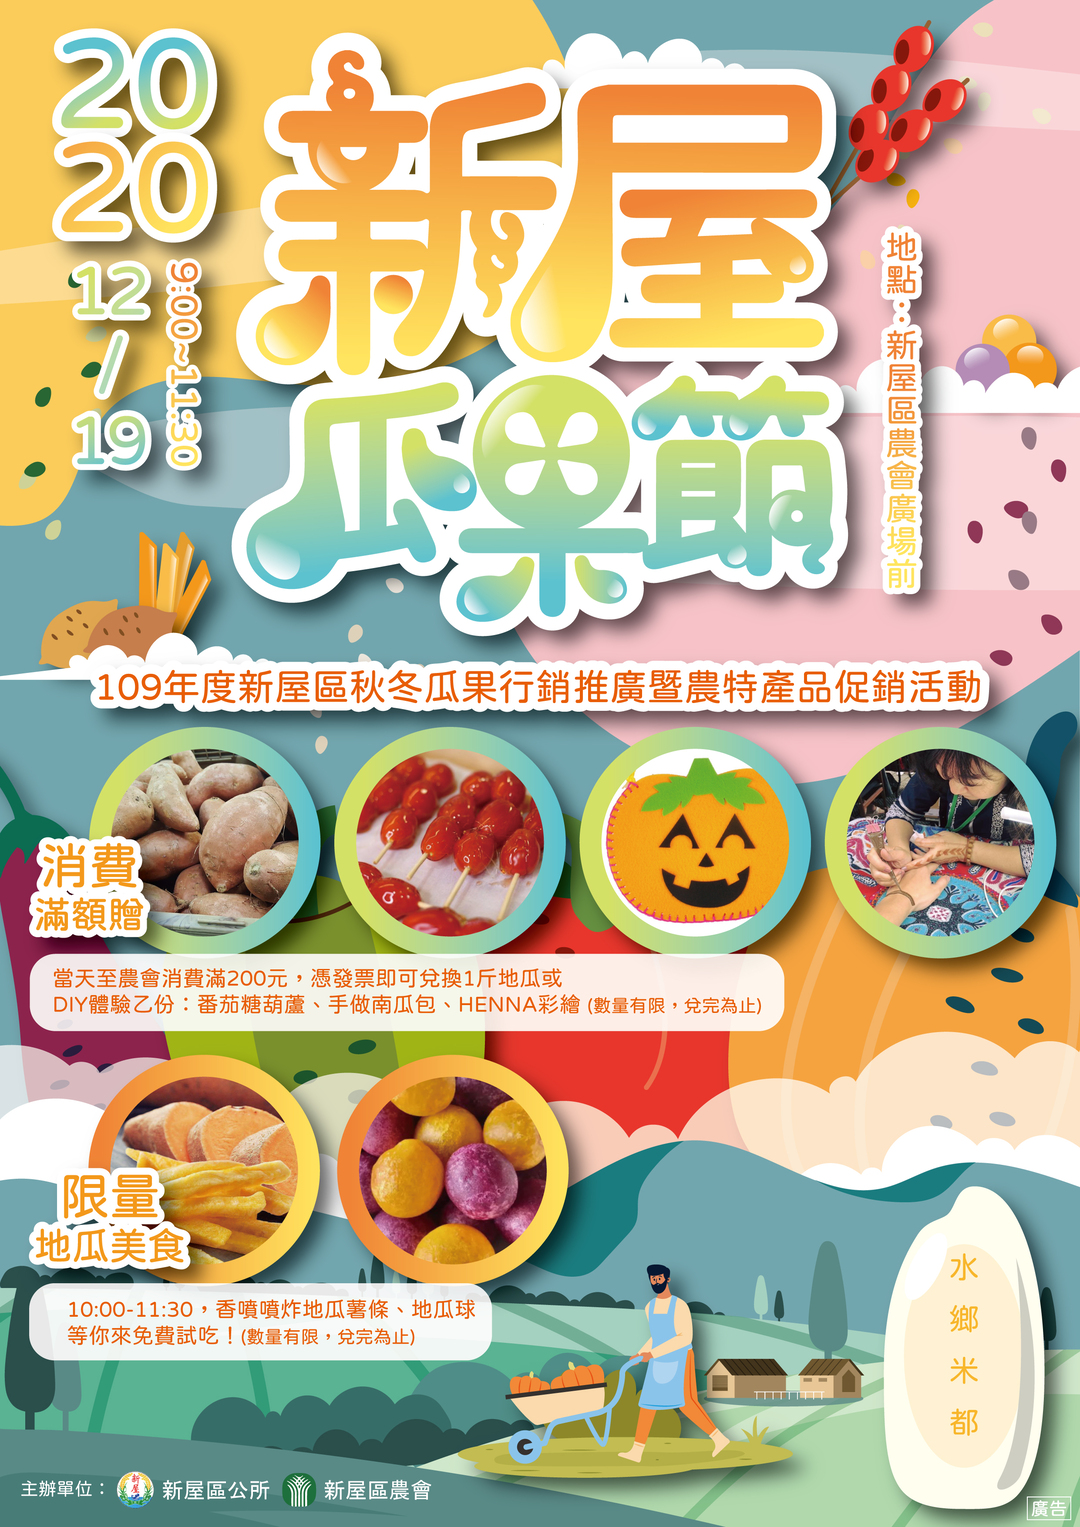 2020
12/19
9:00~11:30
新屋
瓜果節
地點：新屋區農會廣場前
109年度新屋區秋冬瓜果行銷推廣暨農特產品促銷活動
消費
滿額贈
當天至農會消費滿200元，憑發票即可兌換1斤地瓜或
DIY體驗乙份：番茄糖葫蘆、手做南瓜包、HENNA彩繪 (數量有限，兌完為止)
限量
地瓜美食
10:00-11:30，香噴噴炸地瓜薯條、地瓜球
等你來免費試吃！(數量有限，兌完為止)
水鄉米都
主辦單位： 新屋 新屋區公所 新屋區農會
廣告